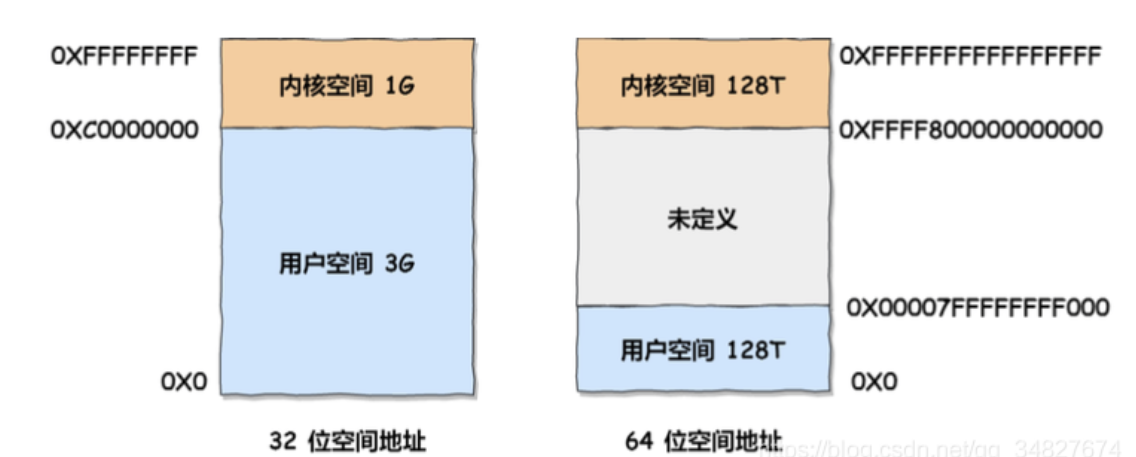 0XFFFFFFFF
内核空间 1G
0XC0000000
用户空间 3G
0X0
32 位空间地址
内核空间 128T
0XFFFFFFFFFFFFFFFF
0XFFFF800000000000
未定义
0X00007FFFFFFFF000
用户空间 128T
0X0
64 位空间地址
https://blog.csdn.net/qq_34827674